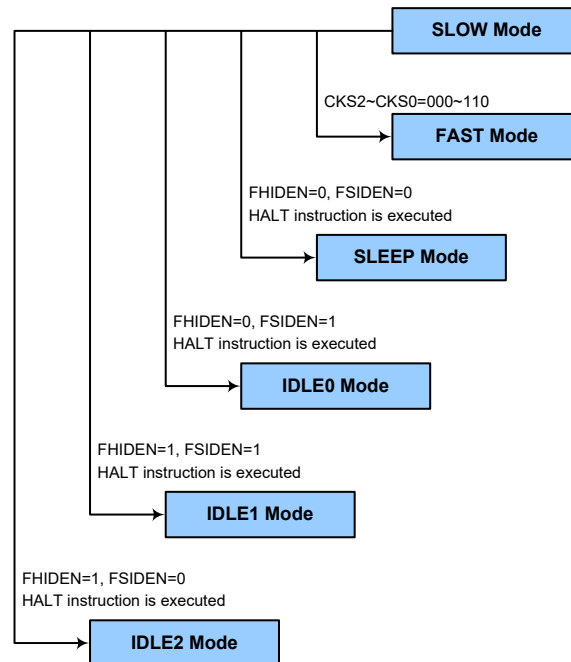 SLOW Mode
CKS2~CKS0=000~110
FAST Mode
FHIDEN=0, FSIDEN=0
HALT instruction is executed
SLEEP Mode
FHIDEN=0, FSIDEN=1
HALT instruction is executed
IDLE0 Mode
FHIDEN=1, FSIDEN=1
HALT instruction is executed
IDLE1 Mode
FHIDEN=1, FSIDEN=0
HALT instruction is executed
IDLE2 Mode